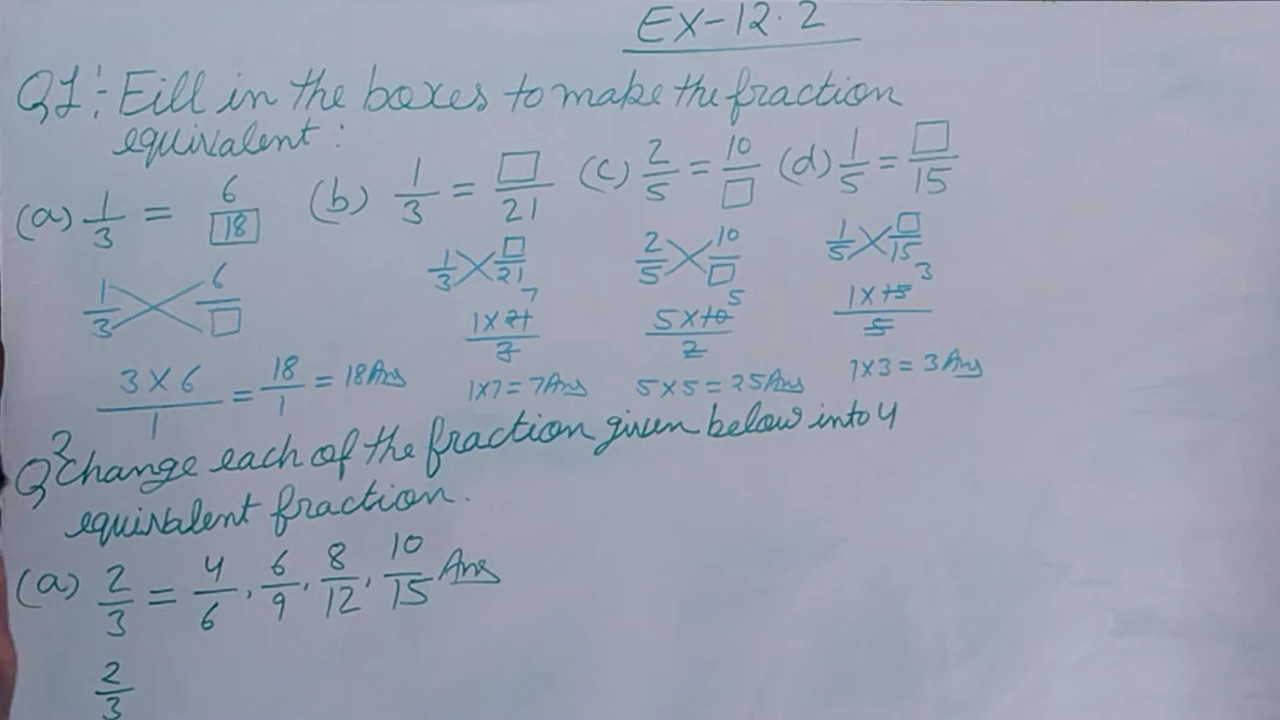 EX-12.2
Q1:- Fill in the boxes to make the fraction
equivalent:
(a) 1/3 = 6/18 (b) 1/3 = □/21 (c) 2/5 = 10/□ (d) 1/5 = □/15
1/3 × 6/□ 1/3 × □/21 2/5 × 10/□ 1/5 × □/15
3 × 6/1 = 18/1 = 18 Ans 1 × 21/3 7 5 × 10/2 5 1 × 15/5 3
1 × 7 = 7 Ans 5 × 5 = 25 Ans 1 × 3 = 3 Ans
Q2 Change each of the fraction given below into 4
equivalent fraction.
(a) 2/3 = 4/6, 6/9, 8/12, 10/15 Ans
2/3